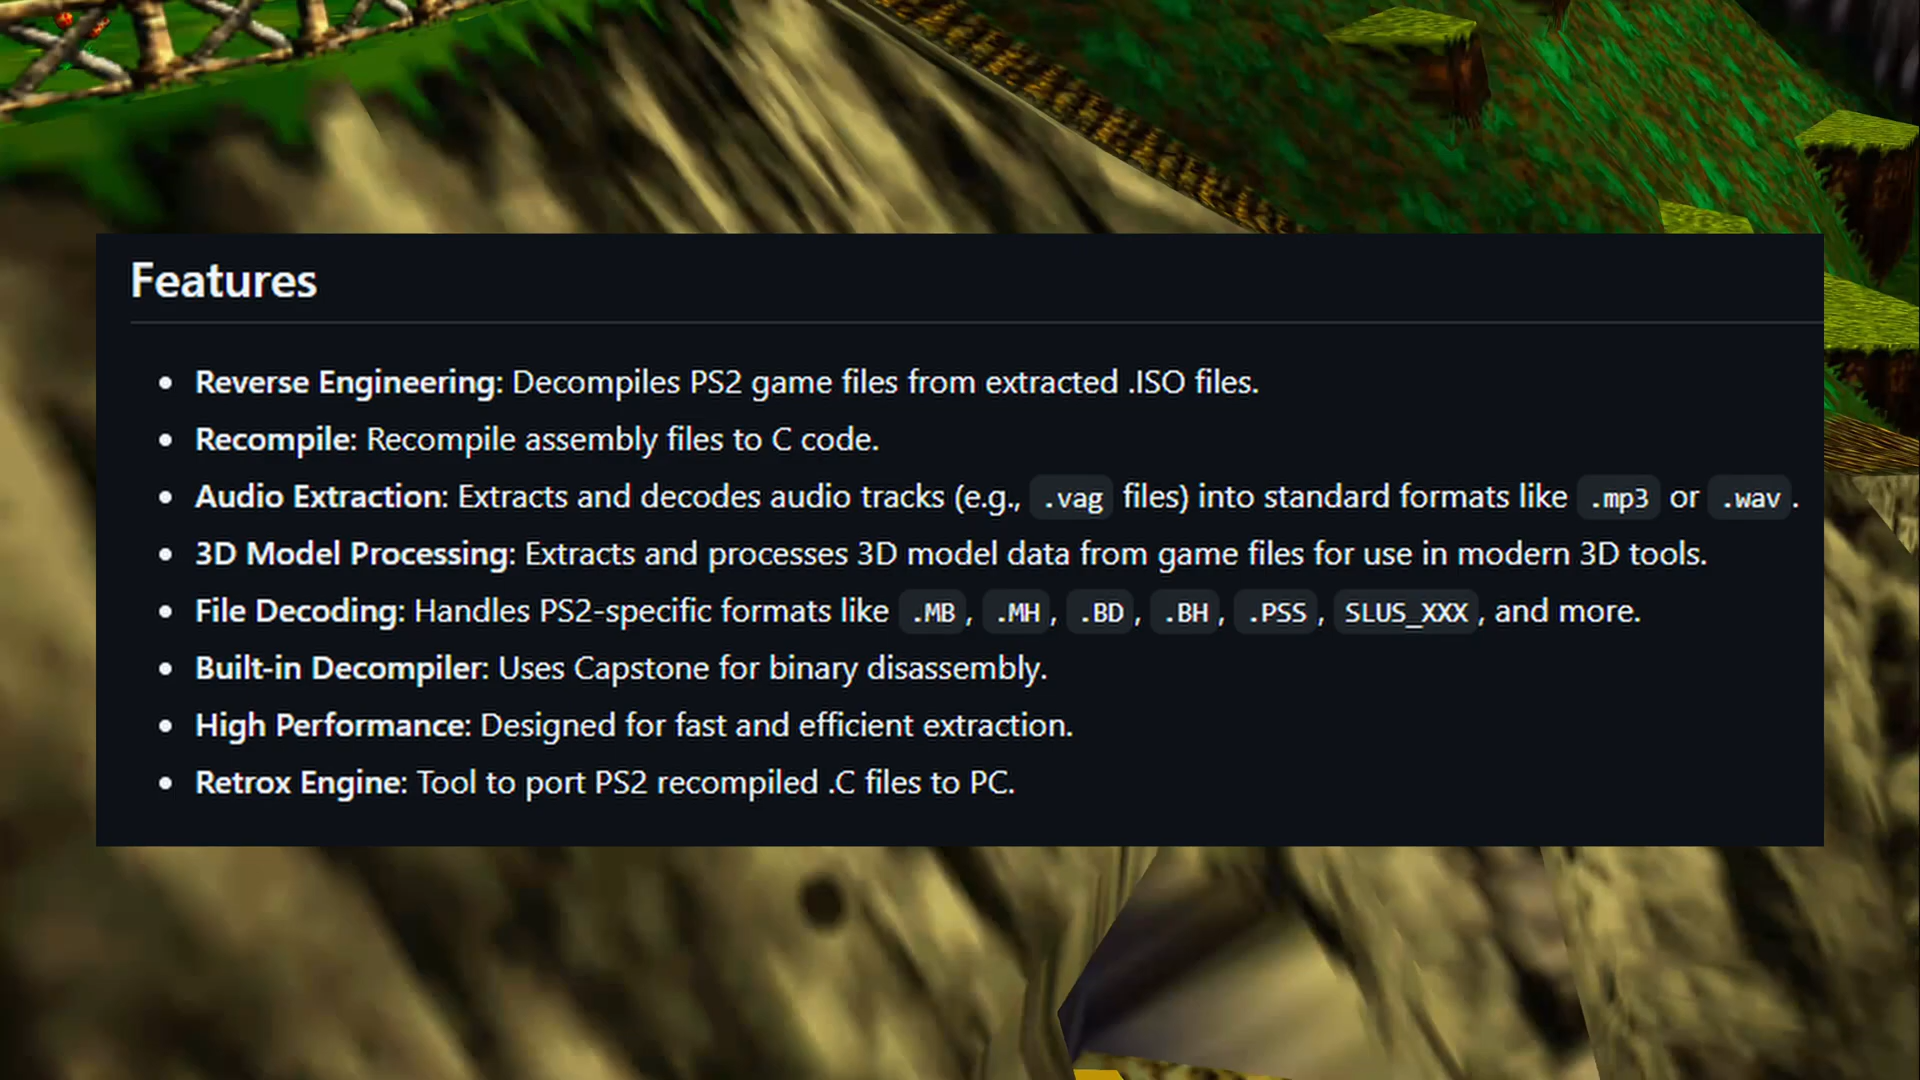 Features
Reverse Engineering: Decompiles PS2 game files from extracted .ISO files.
Recompile: Recompile assembly files to C code.
Audio Extraction: Extracts and decodes audio tracks (e.g., .vag files) into standard formats like .mp3 or .wav.
3D Model Processing: Extracts and processes 3D model data from game files for use in modern 3D tools.
File Decoding: Handles PS2-specific formats like .MB, .MH, .BD, .BH, .PSS, SLUS_XXX, and more.
Built-in Decompiler: Uses Capstone for binary disassembly.
High Performance: Designed for fast and efficient extraction.
Retrox Engine: Tool to port PS2 recompiled .C files to PC.